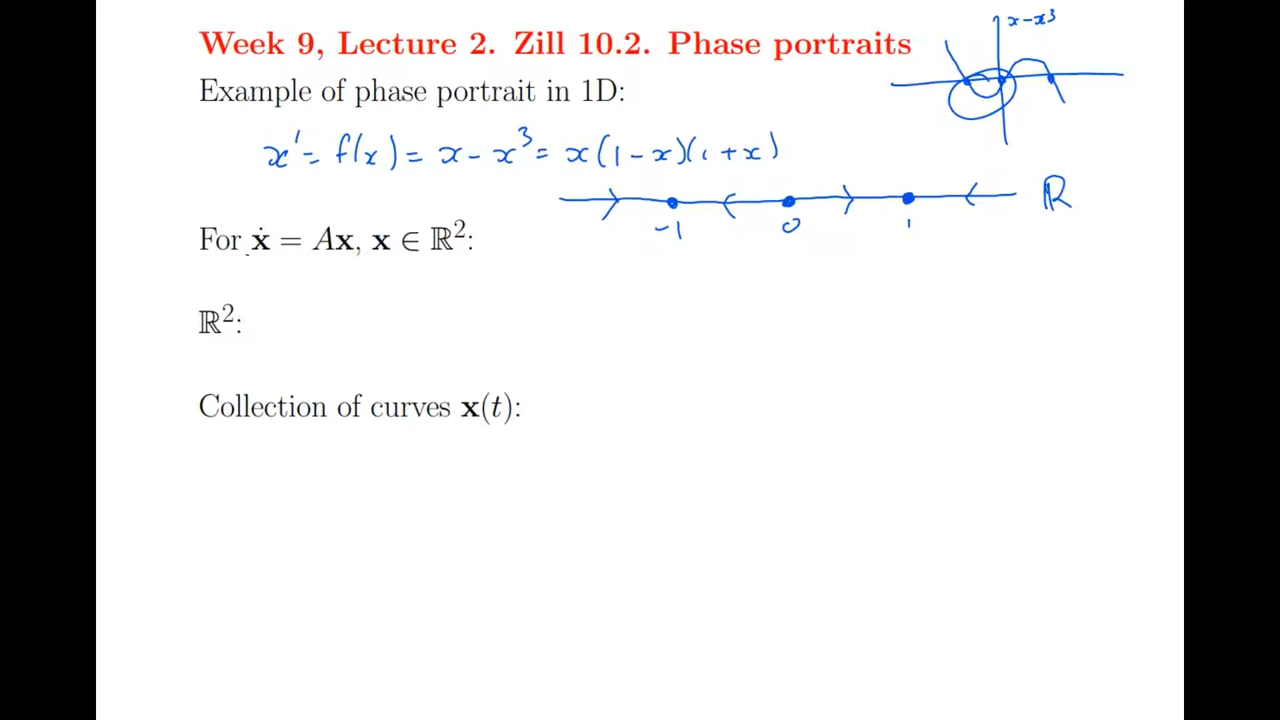 Week 9, Lecture 2. Zill 10.2. Phase portraits
x - x³
Example of phase portrait in 1D:
x' = f(x) = x - x³ = x(1 - x)(1 + x)
ℝ
-1 0 1
For ẋ = Ax, x ∈ ℝ²:
ℝ²:
Collection of curves x(t):